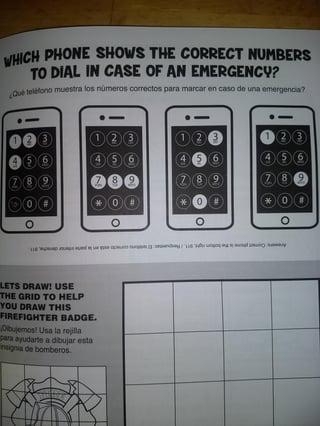 WHICH PHONE SHOWS THE CORRECT NUMBERS
TO DIAL IN CASE OF AN EMERGENCY?
¿Qué teléfono muestra los números correctos para marcar en caso de una emergencia?
1 2 3
4 5 6
7 8 9
* 0 #
1 2 3
4 5 6
7 8 9
* 0 #
1 2 3
4 5 6
7 8 9
* 0 #
1 2 3
4 5 6
7 8 9
* 0 #
Answers: Correct phone is the bottom right, 911. / Respuestas: El teléfono correcto está en la parte inferior derecha, 911
LETS DRAW! USE
THE GRID TO HELP
YOU DRAW THIS
FIREFIGHTER BADGE.
¡Dibujemos! Usa la rejilla
para ayudarte a dibujar esta
insignia de bomberos.